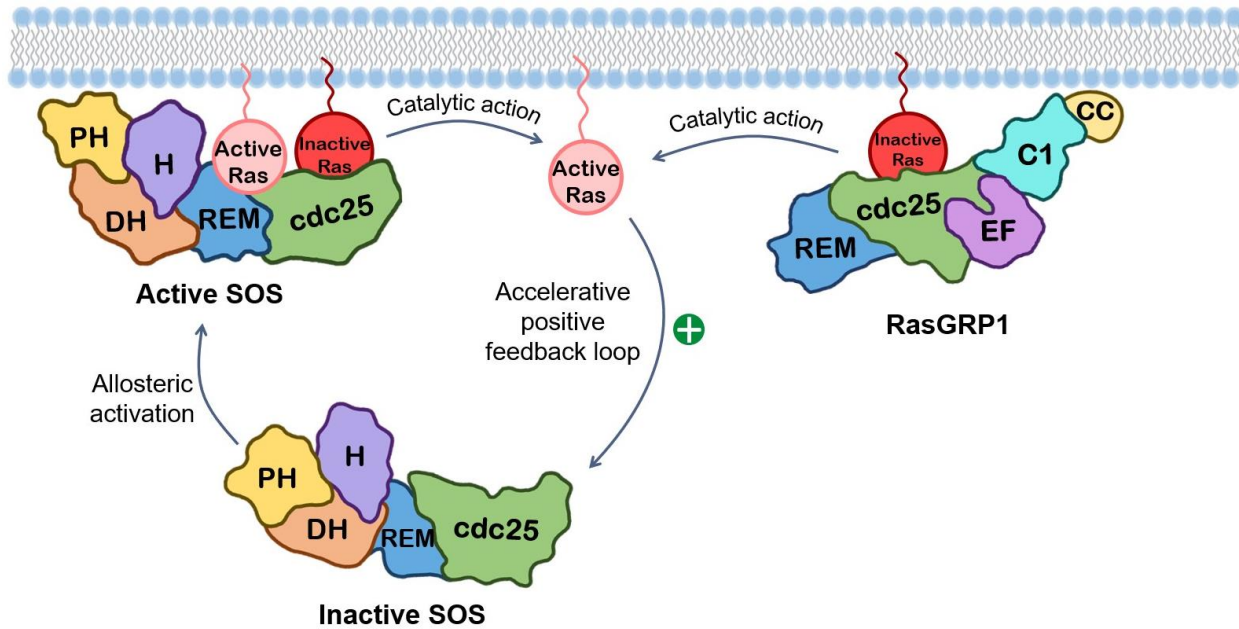 PH
H
DH
Active
Ras
Inactive
Ras
REM
cdc25
Active SOS
Catalytic action
Active
Ras
Catalytic action
Inactive
Ras
CC
C1
cdc25
EF
REM
RasGRP1
Accelerative
positive
feedback loop
+
Allosteric
activation
PH
H
DH
REM
cdc25
Inactive SOS